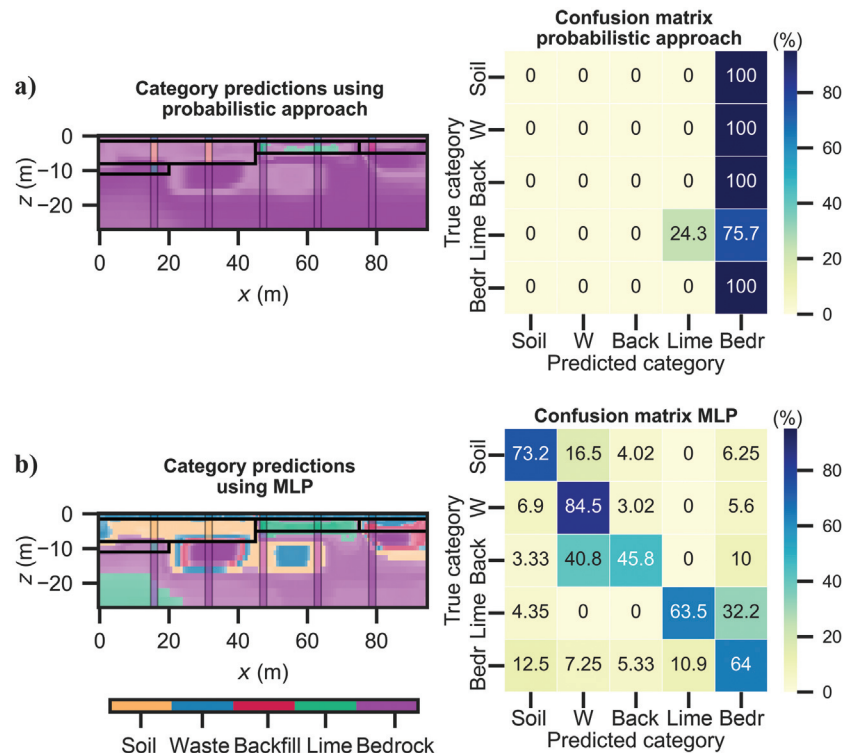 a)
Category predictions using
probabilistic approach
0
−10
−20
z (m)
0 20 40 60 80
x (m)
Confusion matrix
probabilistic approach
(%)
Soil 0 0 0 0 100
W 0 0 0 0 100
Back 0 0 0 0 100
Lime 0 0 0 24.3 75.7
Bedr 0 0 0 0 100
True category
Soil W Back Lime Bedr
Predicted category
80
60
40
20
0
b)
Category predictions
using MLP
0
−10
−20
z (m)
0 20 40 60 80
x (m)
Soil Waste Backfill Lime Bedrock
Confusion matrix MLP
(%)
Soil 73.2 16.5 4.02 0 6.25
W 6.9 84.5 3.02 0 5.6
Back 3.33 40.8 45.8 0 10
Lime 4.35 0 0 63.5 32.2
Bedr 12.5 7.25 5.33 10.9 64
True category
Soil W Back Lime Bedr
Predicted category
80
60
40
20
0